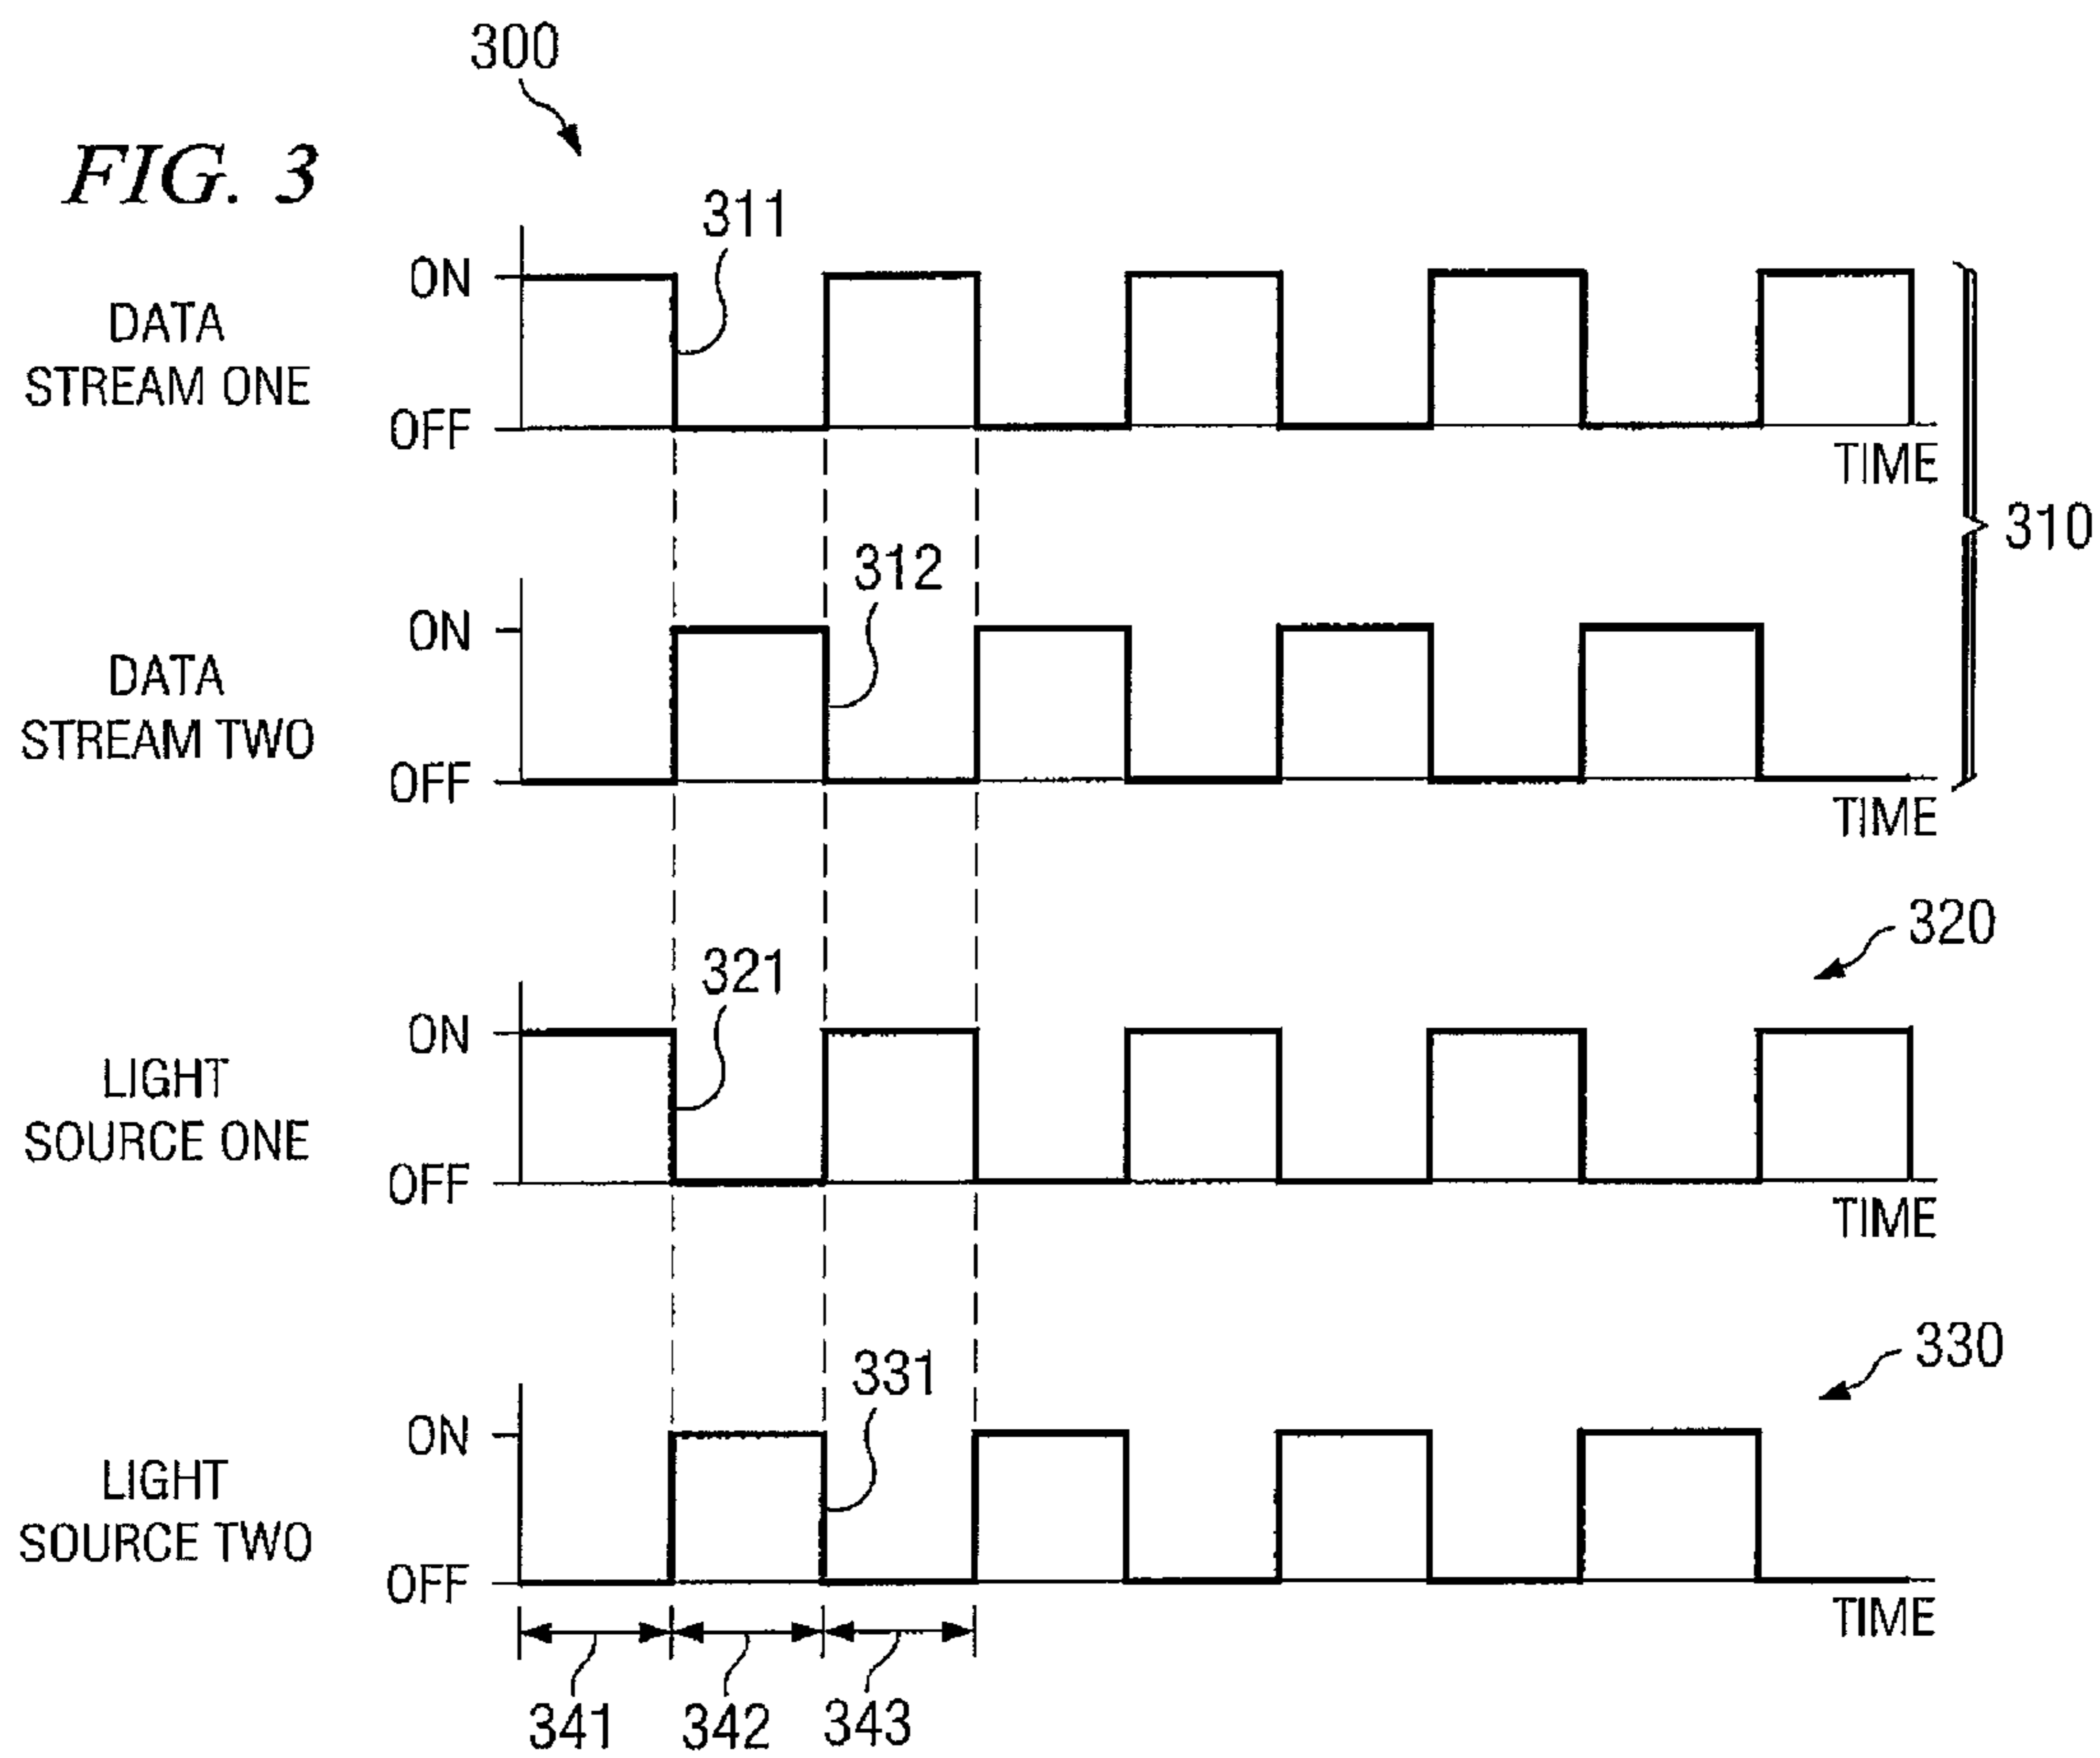 300
FIG. 3
311
ON
DATA
STREAM ONE
OFF
TIME
310
312
ON
DATA
STREAM TWO
OFF
TIME
320
321
ON
LIGHT
SOURCE ONE
OFF
TIME
330
331
ON
LIGHT
SOURCE TWO
OFF
TIME
341
342
343